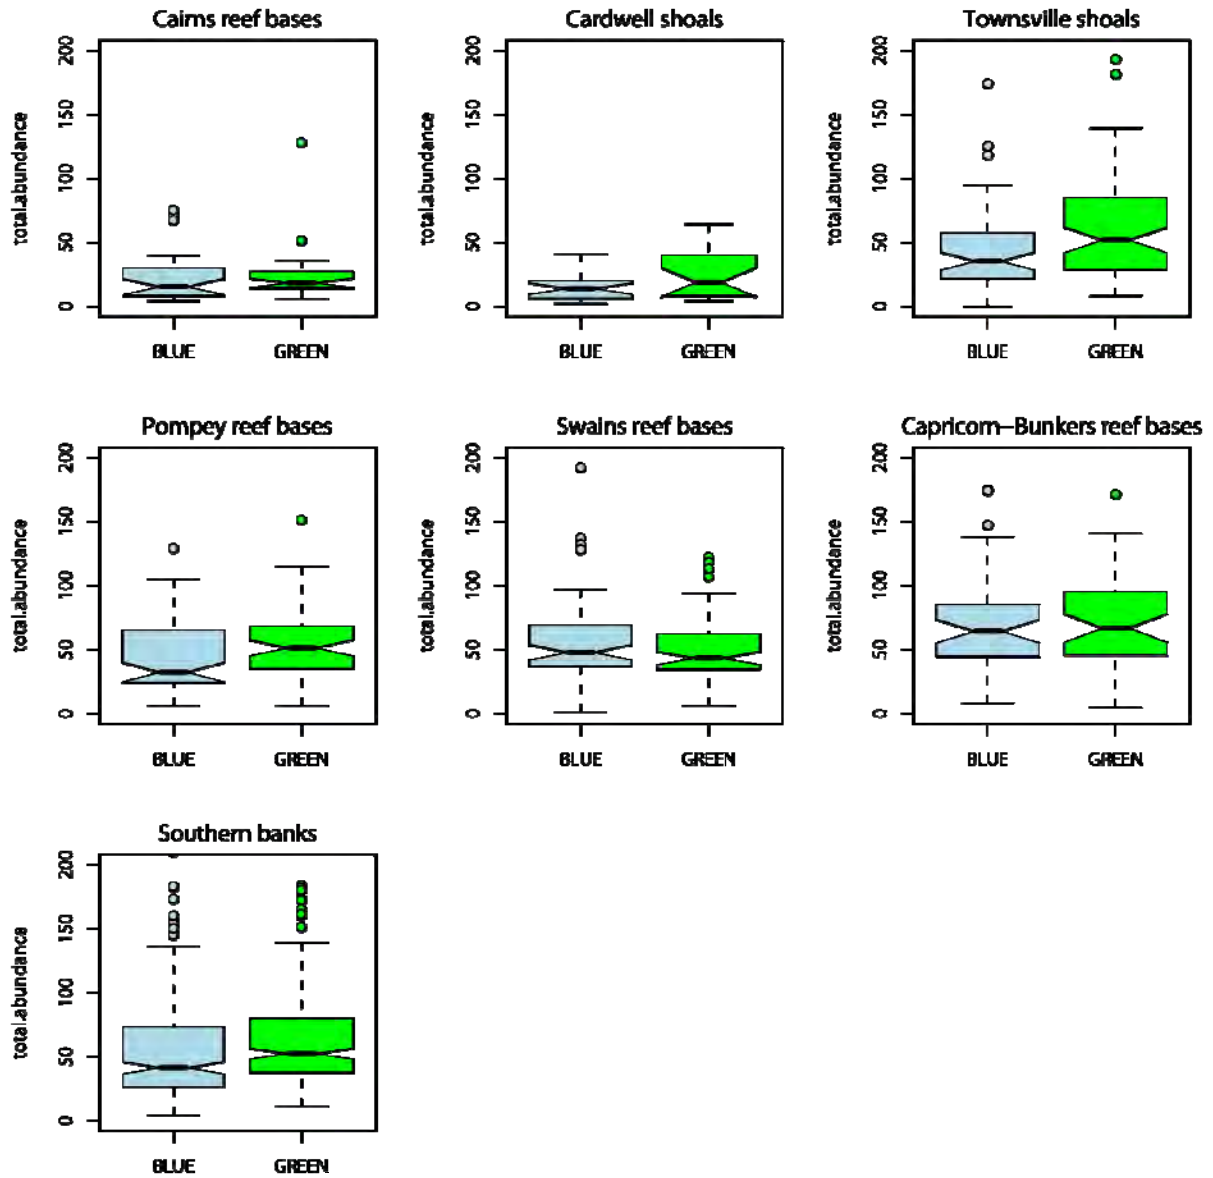 Cairns reef bases
total.abundance
200
150
100
50
0
BLUE GREEN
Cardwell shoals
total.abundance
200
150
100
50
0
BLUE GREEN
Townsville shoals
total.abundance
200
150
100
50
0
BLUE GREEN
Pompey reef bases
total.abundance
200
150
100
50
0
BLUE GREEN
Swains reef bases
total.abundance
200
150
100
50
0
BLUE GREEN
Capricorn–Bunkers reef bases
total.abundance
200
150
100
50
0
BLUE GREEN
Southern banks
total.abundance
200
150
100
50
0
BLUE GREEN